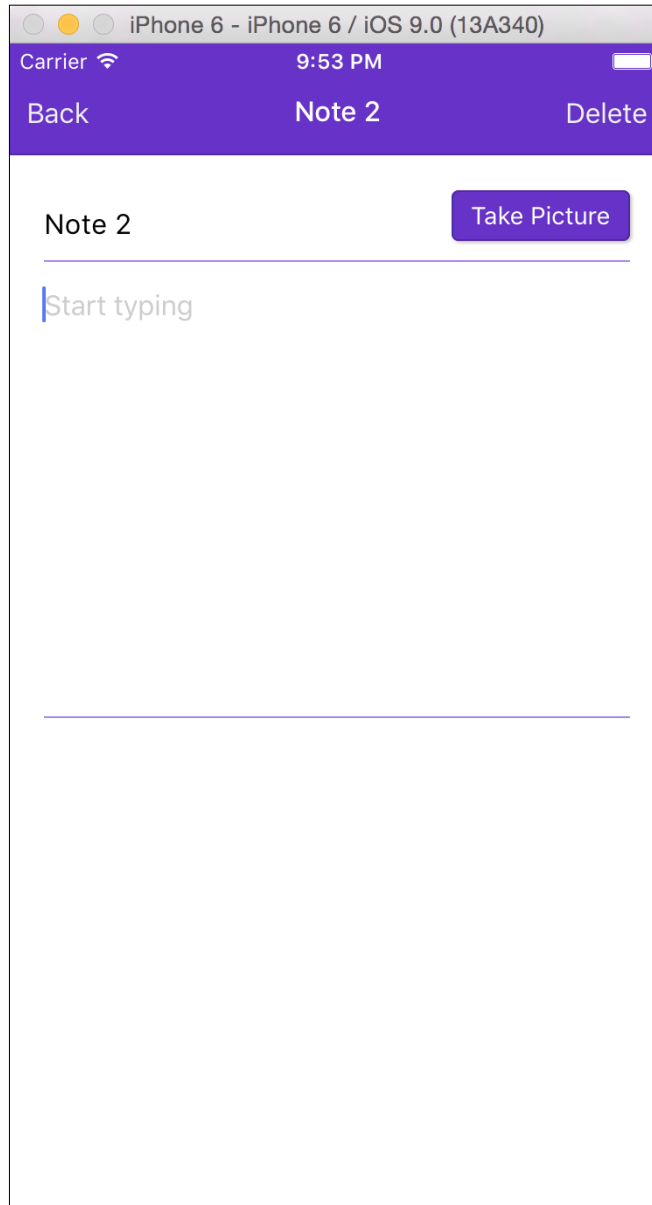 iPhone 6 - iPhone 6 / iOS 9.0 (13A340)
Carrier 9:53 PM
Back Note 2 Delete
Note 2 Take Picture
Start typing